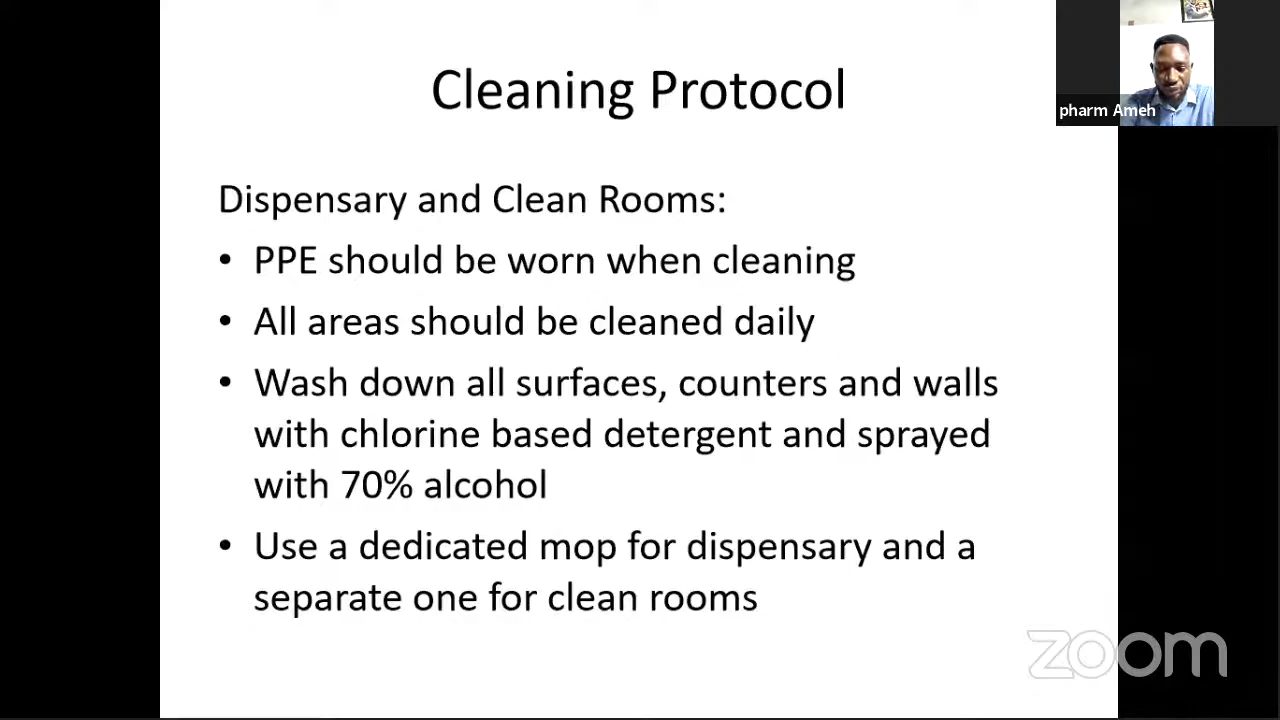 Cleaning Protocol
pharm Ameh
Dispensary and Clean Rooms:
• PPE should be worn when cleaning
• All areas should be cleaned daily
• Wash down all surfaces, counters and walls
with chlorine based detergent and sprayed
with 70% alcohol
• Use a dedicated mop for dispensary and a
separate one for clean rooms
zoom